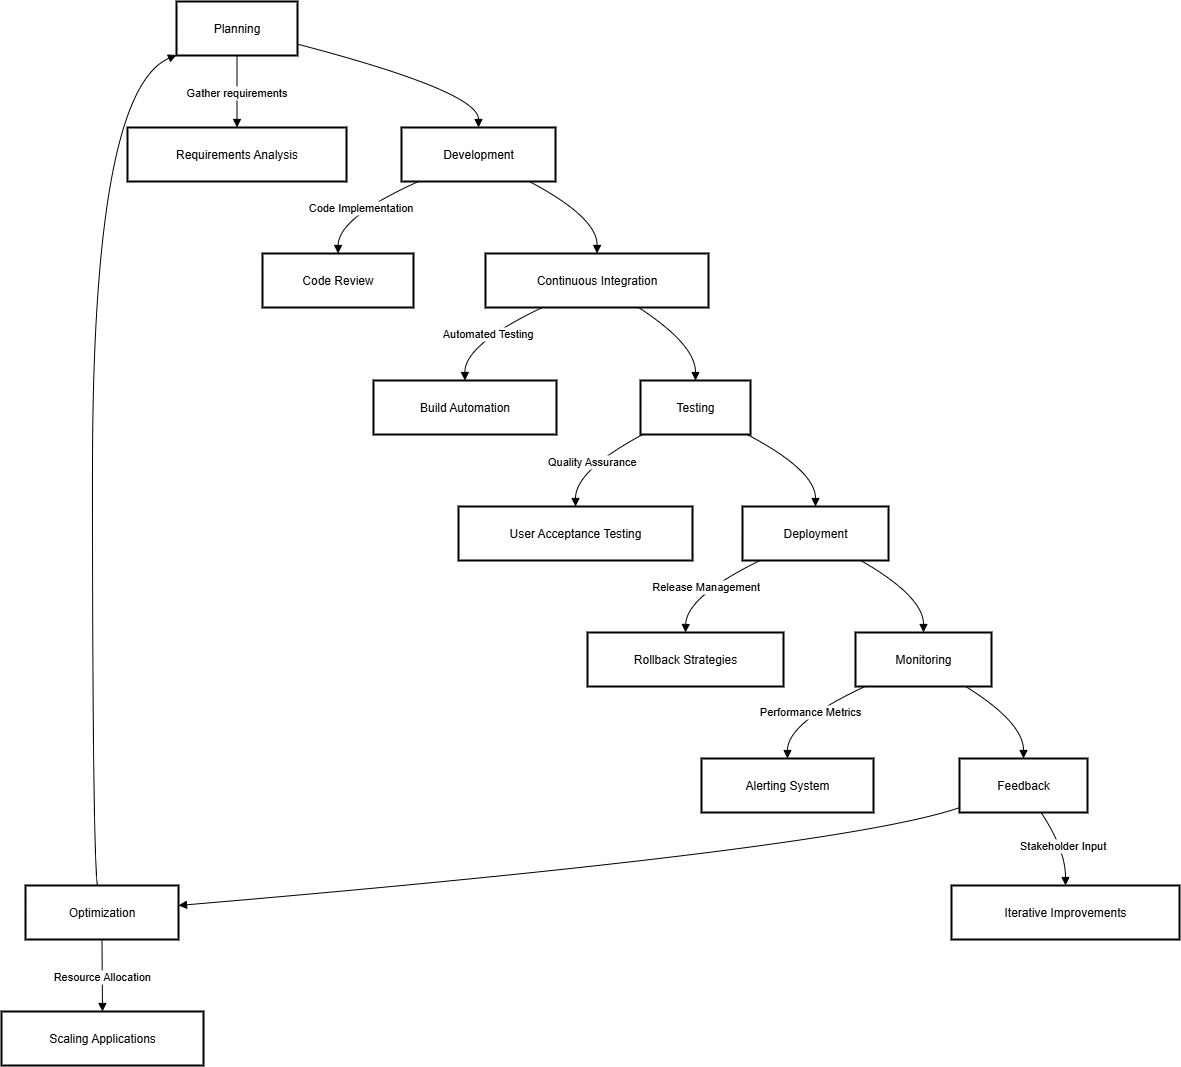 Planning
Gather requirements
Requirements Analysis
Development
Code Implementation
Code Review
Continuous Integration
Automated Testing
Build Automation
Testing
Quality Assurance
User Acceptance Testing
Deployment
Release Management
Rollback Strategies
Monitoring
Performance Metrics
Alerting System
Feedback
Stakeholder Input
Optimization
Iterative Improvements
Resource Allocation
Scaling Applications